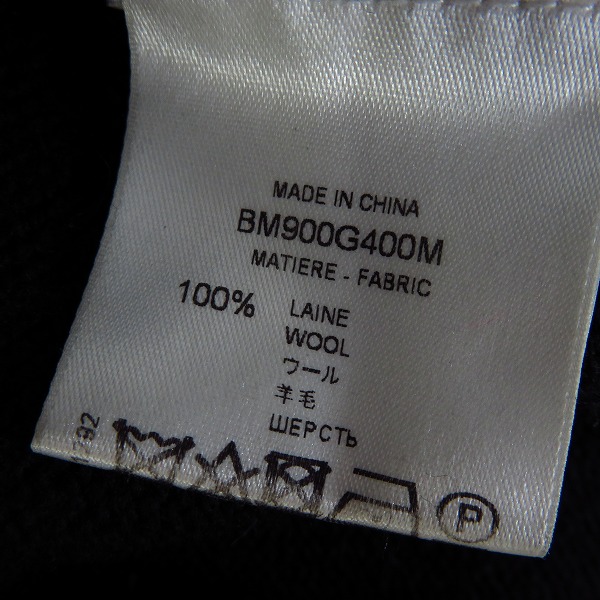 MADE IN CHINA
BM900G400M
MATIERE - FABRIC
100% LAINE
WOOL
ウール
羊毛
ШЕРСТЬ
P